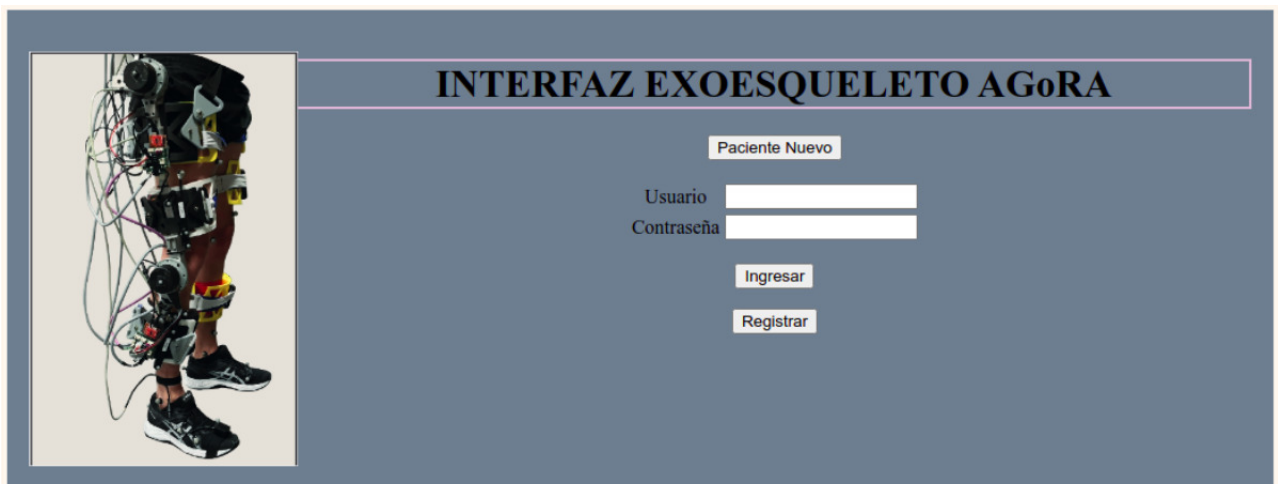 INTERFAZ EXOESQUELETO AGoRA
Paciente Nuevo
Usuario
Contraseña
Ingresar
Registrar